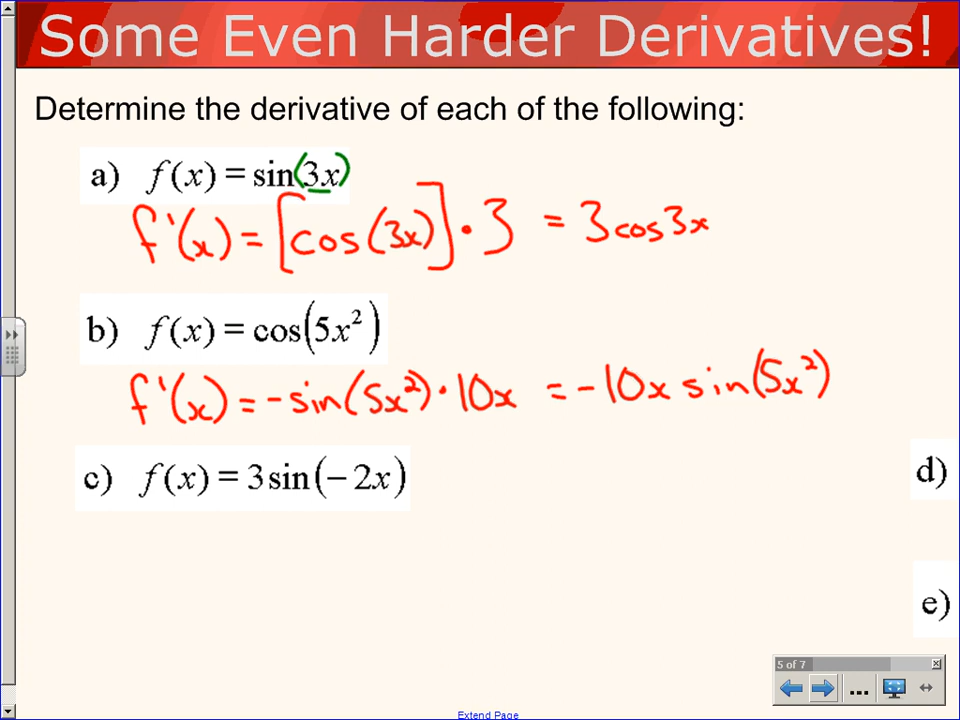 Some Even Harder Derivatives!
Determine the derivative of each of the following:
a) f(x) = sin(3x)
f'(x) = [cos(3x)] · 3 = 3cos3x
b) f(x) = cos(5x²)
f'(x) = -sin(5x²) · 10x = -10x sin(5x²)
c) f(x) = 3sin(-2x)
d)
e)
5 of 7
...
Extend Page